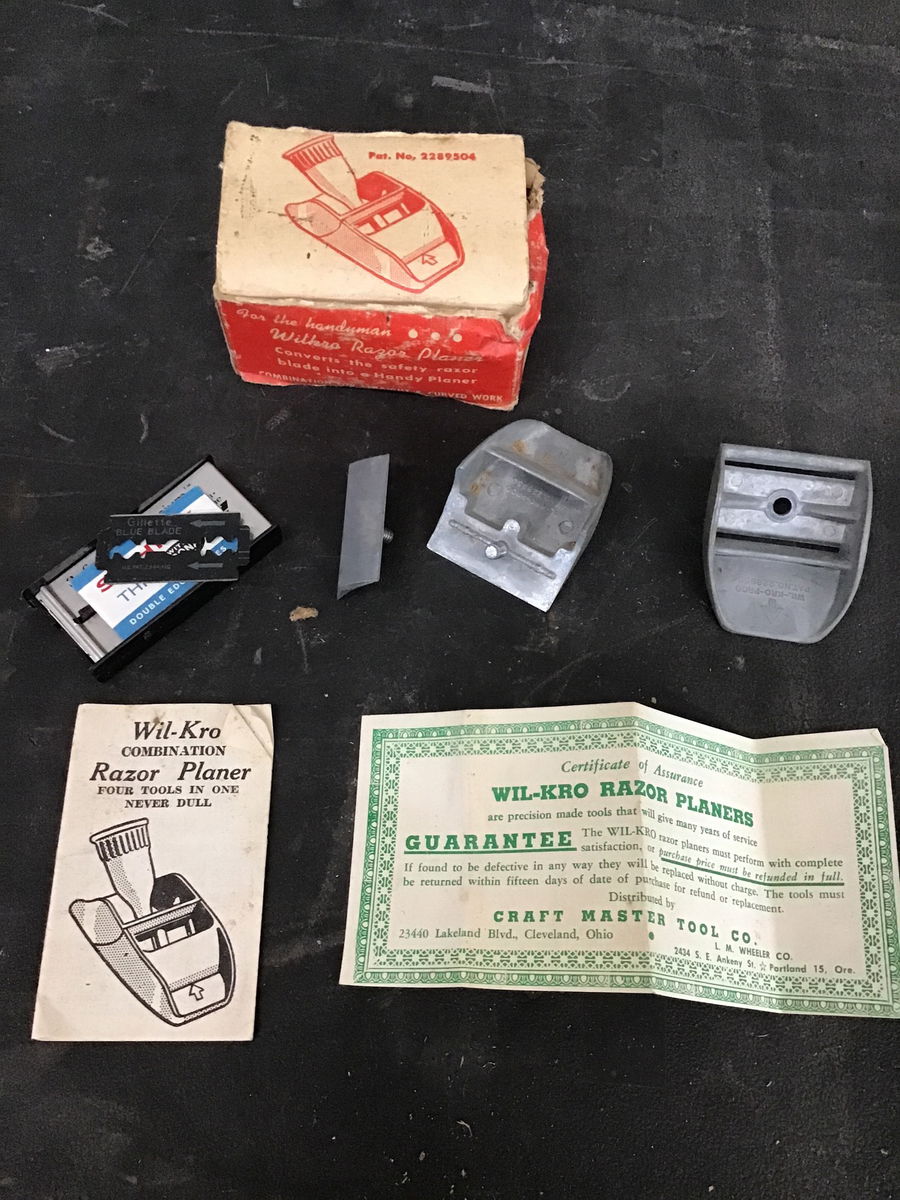 Pat. No. 2289504
For the handyman
Wilkro Razor Planer
Converts the safety razor
blade into a Handy Planer
CURVED WORK
Gillette
BLUE BLADE
DOUBLE
WIL-KRO-PROD
Wil-Kro
COMBINATION
Razor Planer
FOUR TOOLS IN ONE
NEVER DULL
Certificate of Assurance
WIL-KRO RAZOR PLANERS
are precision made tools that will give many years of service
GUARANTEE The WIL-KRO razor planers must perform with complete
satisfaction, or purchase price must be refunded in full.
If found to be defective in any way they will be replaced without charge. The tools must
be returned within fifteen days of date of purchase for refund or replacement.
Distributed by
CRAFT MASTER TOOL CO.
23440 Lakeland Blvd., Cleveland, Ohio
L. M. WHEELER CO.
2434 S. E. Ankeny St. ☆ Portland 15, Ore.